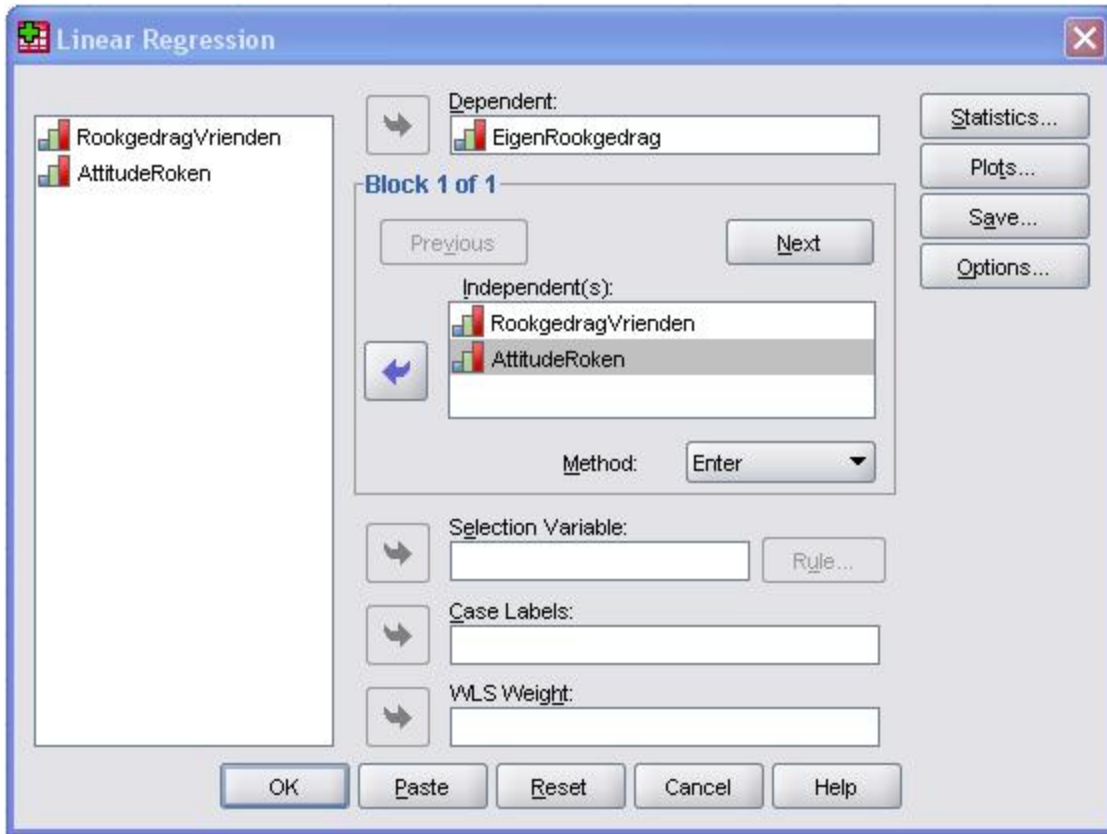 Linear Regression
RookgedragVrienden
AttitudeRoken
Dependent:
EigenRookgedrag
Statistics...
Plots...
Save...
Options...
Block 1 of 1
Previous
Next
Independent(s):
RookgedragVrienden
AttitudeRoken
Method:
Enter
Selection Variable:
Rule...
Case Labels:
WLS Weight:
OK
Paste
Reset
Cancel
Help